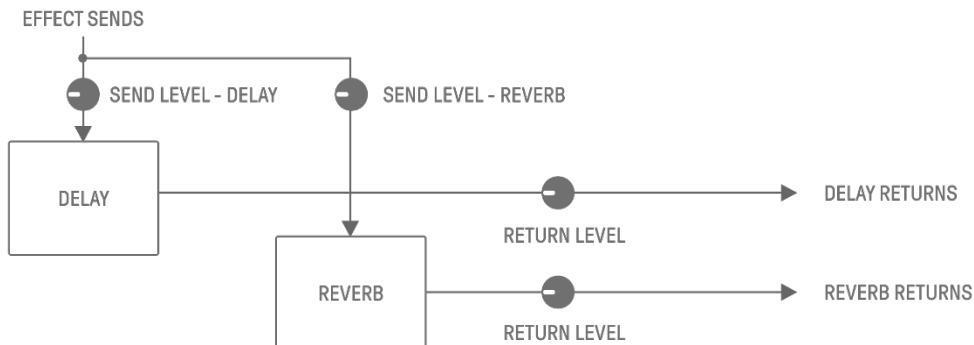 EFFECT SENDS
SEND LEVEL - DELAY
SEND LEVEL - REVERB
DELAY
DELAY RETURNS
RETURN LEVEL
REVERB
REVERB RETURNS
RETURN LEVEL